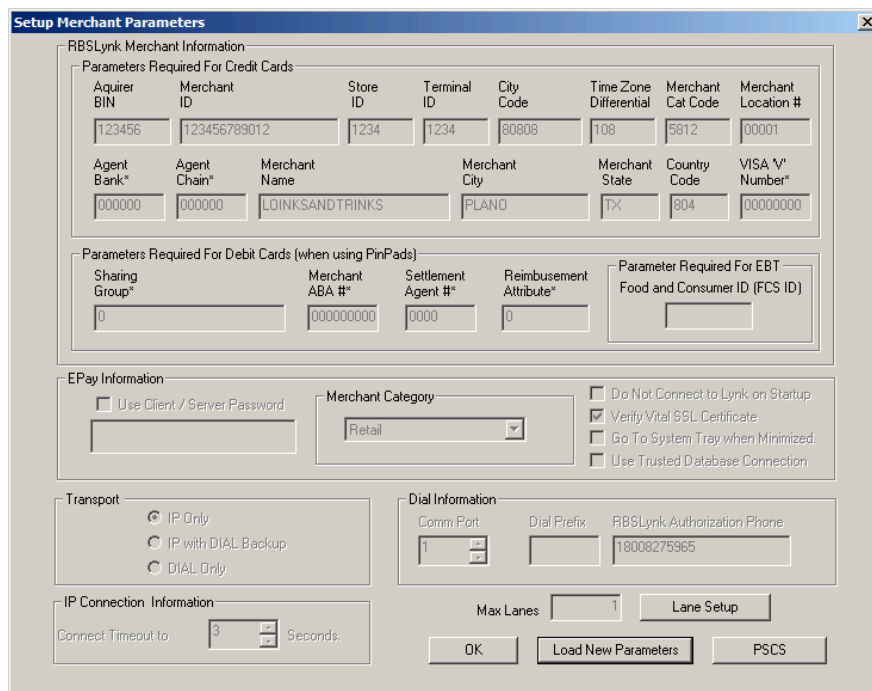 Setup Merchant Parameters
RBSLynk Merchant Information
Parameters Required For Credit Cards
Aquirer BIN Merchant ID Store ID Terminal ID City Code Time Zone Differential Merchant Cat Code Merchant Location #
123456 123456789012 1234 1234 80808 108 5812 00001
Agent Bank* Agent Chain* Merchant Name Merchant City Merchant State Country Code VISA 'V' Number*
000000 000000 LOINKSANDTRINKS PLANO TX 804 00000000
Parameters Required For Debit Cards (when using PinPads)
Sharing Group* Merchant ABA #* Settlement Agent #* Reimbusement Attribute*
0 000000000 0000 0
Parameter Required For EBT
Food and Consumer ID (FCS ID)
EPay Information
Use Client / Server Password
Merchant Category
Retail
Do Not Connect to Lynk on Startup
Verify Vital SSL Certificate
Go To System Tray when Minimized.
Use Trusted Database Connection
Transport
IP Only
IP with DIAL Backup
DIAL Only
Dial Information
Comm Port Dial Prefix RBSLynk Authorization Phone
1 18008275965
IP Connection Information
Connect Timeout to 3 Seconds.
Max Lanes 1 Lane Setup
OK Load New Parameters PSCS